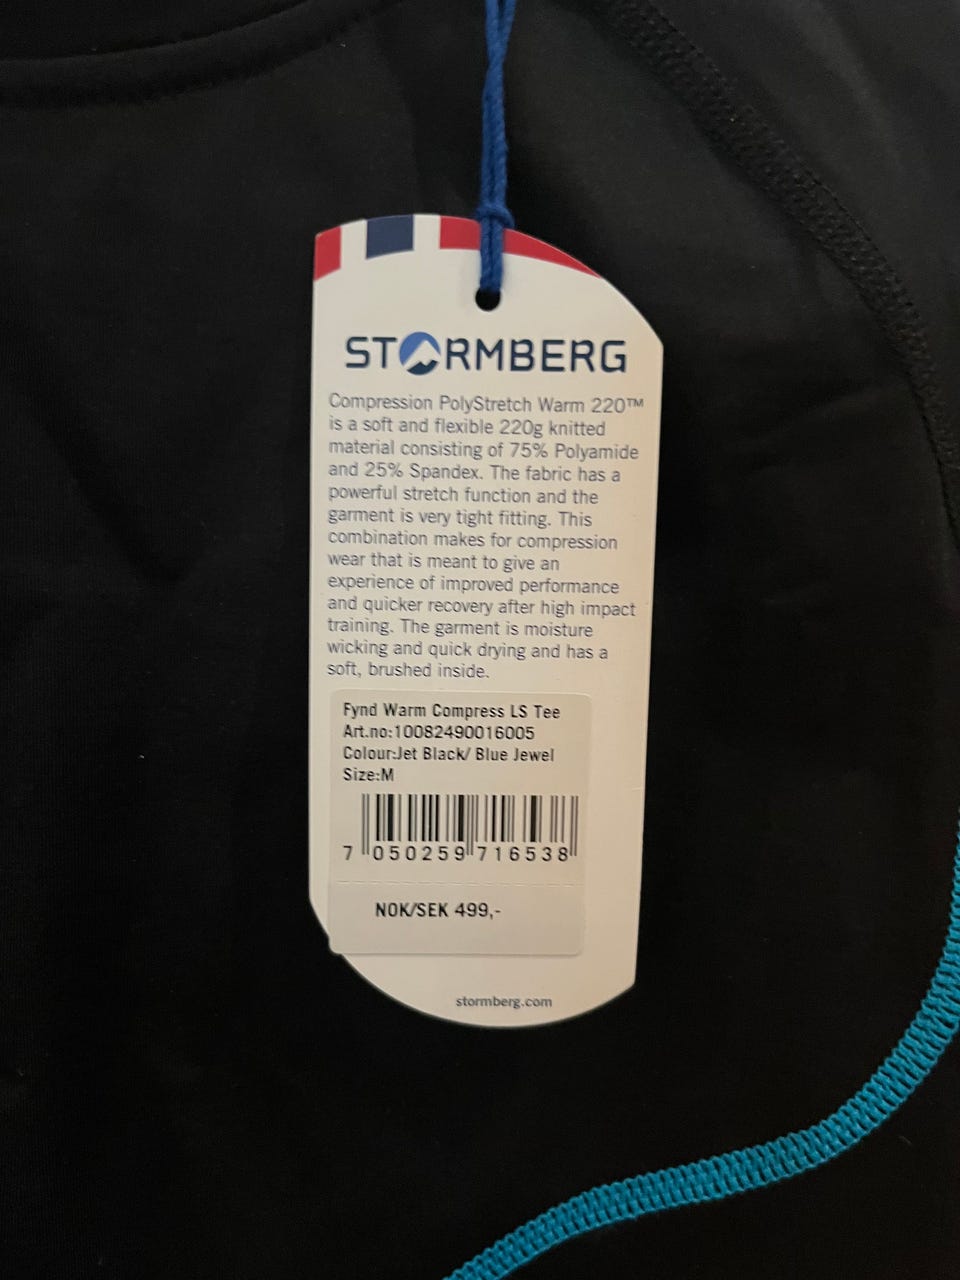 STORMBERG
Compression PolyStretch Warm 220™
is a soft and flexible 220g knitted
material consisting of 75% Polyamide
and 25% Spandex. The fabric has a
powerful stretch function and the
garment is very tight fitting. This
combination makes for compression
wear that is meant to give an
experience of improved performance
and quicker recovery after high impact
training. The garment is moisture
wicking and quick drying and has a
soft, brushed inside.
Fynd Warm Compress LS Tee
Art.no:10082490016005
Colour:Jet Black/ Blue Jewel
Size:M
7 050259 716538
NOK/SEK 499,-
stormberg.com